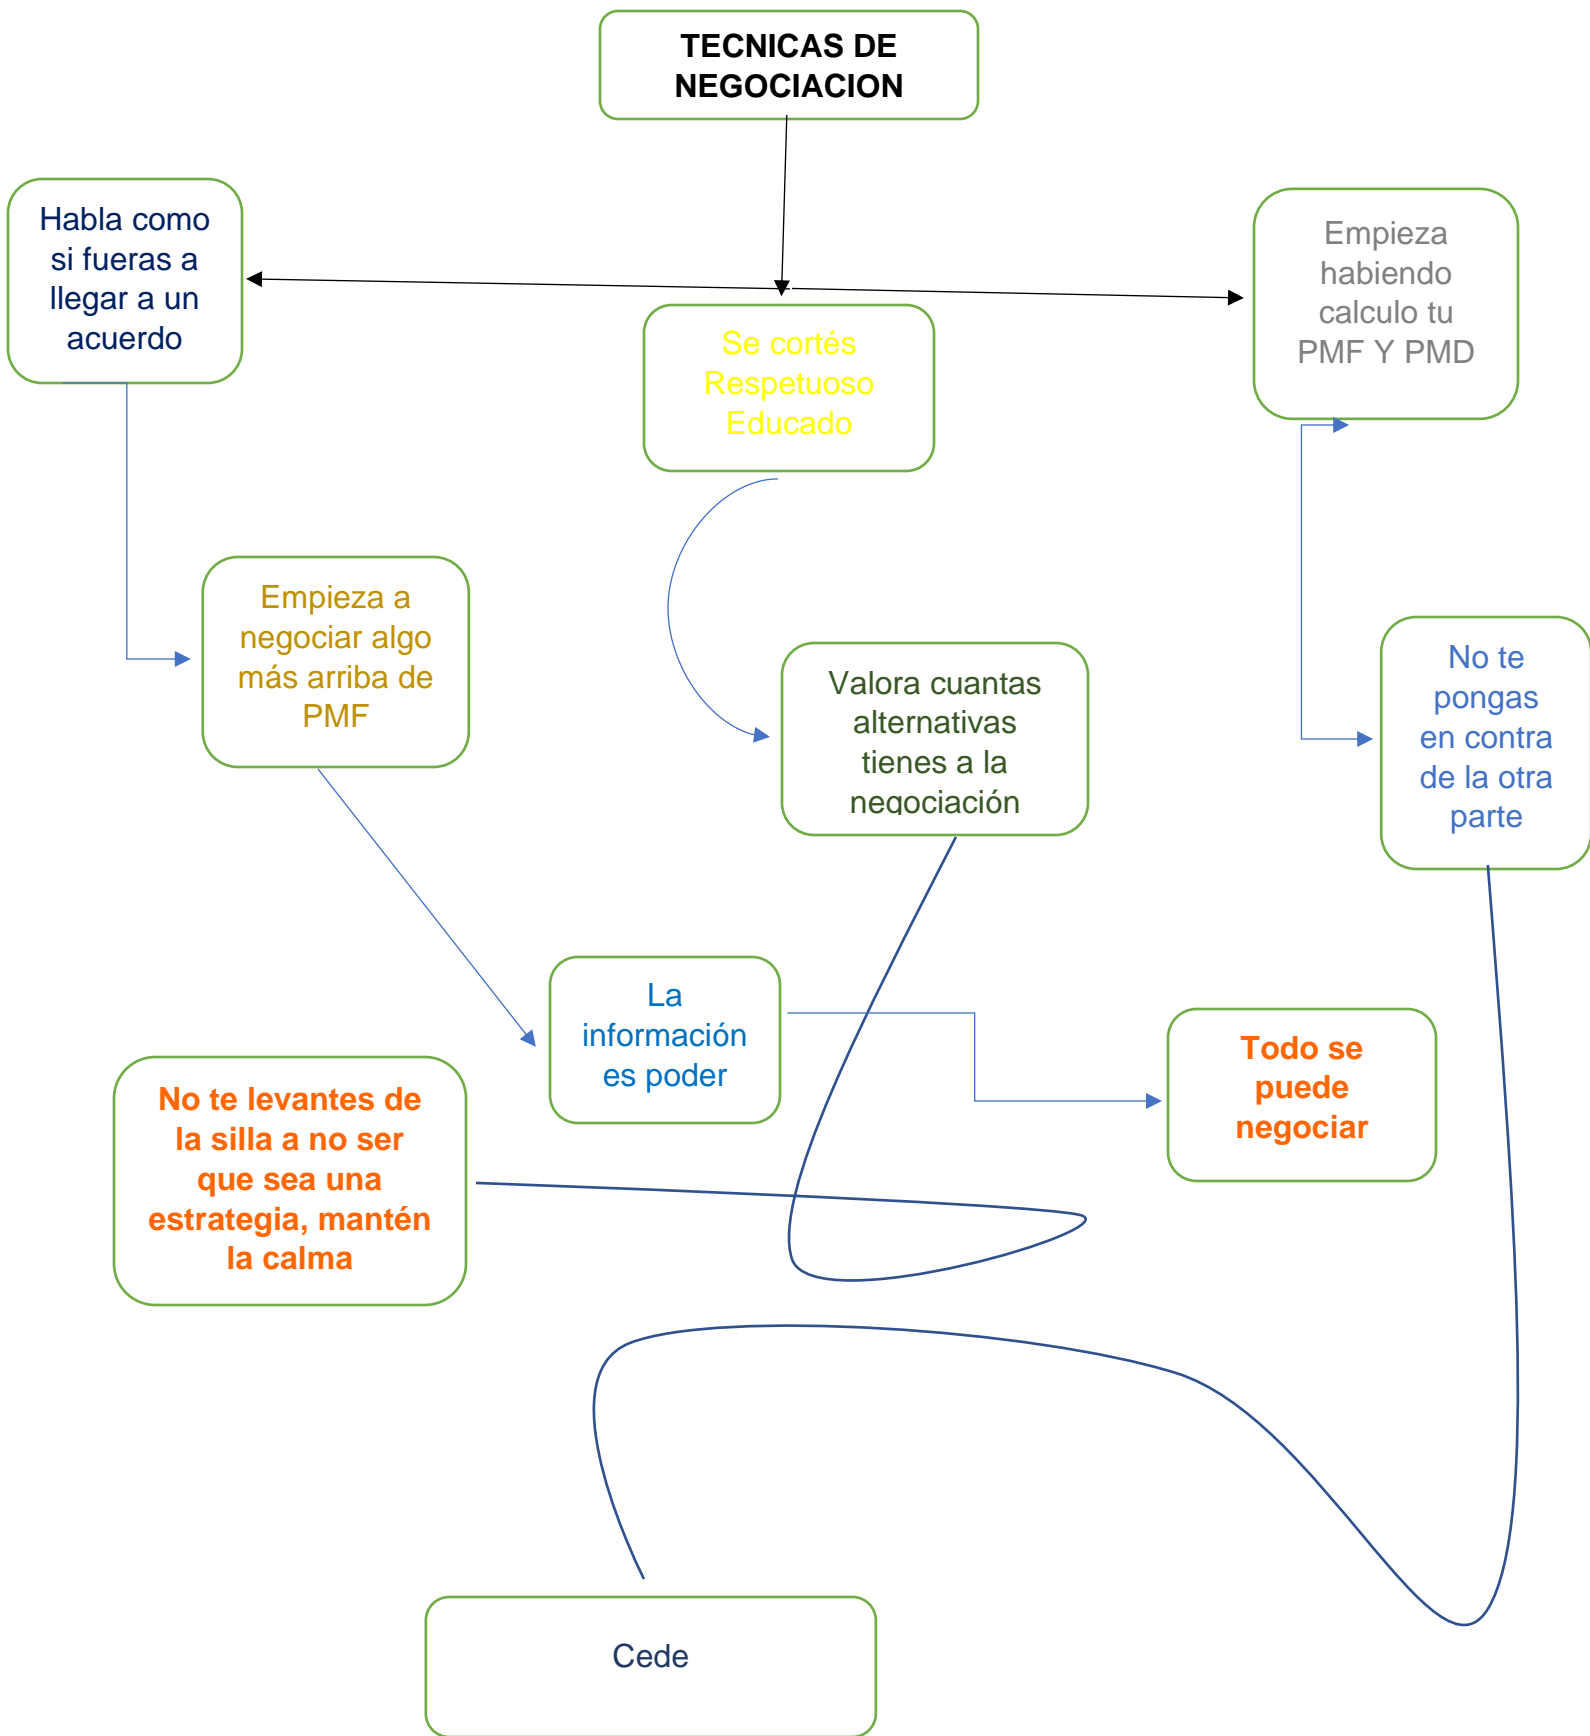 TECNICAS DE
NEGOCIACION
Habla como
si fueras a
llegar a un
acuerdo
Se cortés
Respetuoso
Educado
Empieza
habiendo
calculo tu
PMF Y PMD
Empieza a
negociar algo
más arriba de
PMF
Valora cuantas
alternativas
tienes a la
negociación
No te
pongas
en contra
de la otra
parte
La
información
es poder
Todo se
puede
negociar
No te levantes de
la silla a no ser
que sea una
estrategia, mantén
la calma
Cede